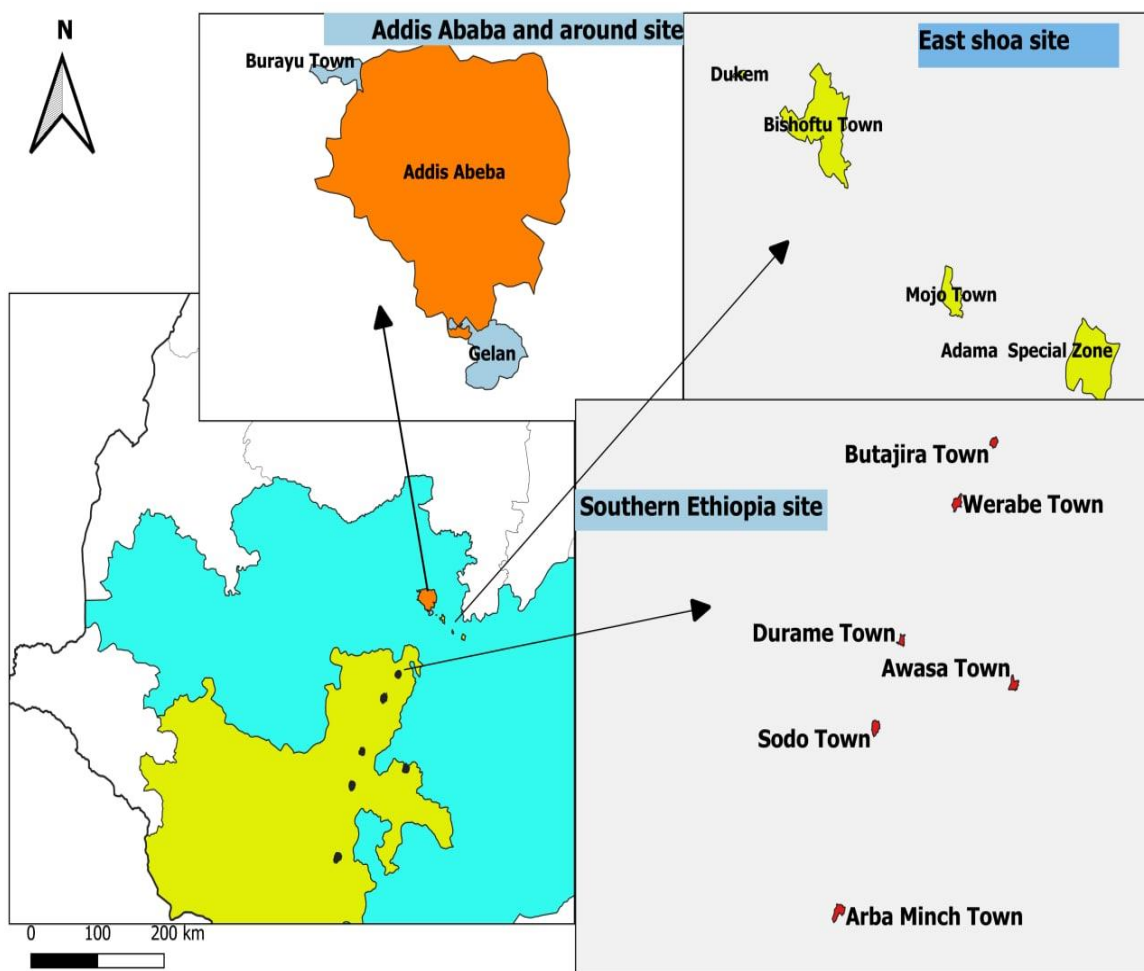 N
Addis Ababa and around site
Burayu Town
Addis Abeba
Gelan
East shoa site
Dukem
Bishoftu Town
Mojo Town
Adama Special Zone
Southern Ethiopia site
Butajira Town
Werabe Town
Durame Town
Awasa Town
Sodo Town
Arba Minch Town
0 100 200 km